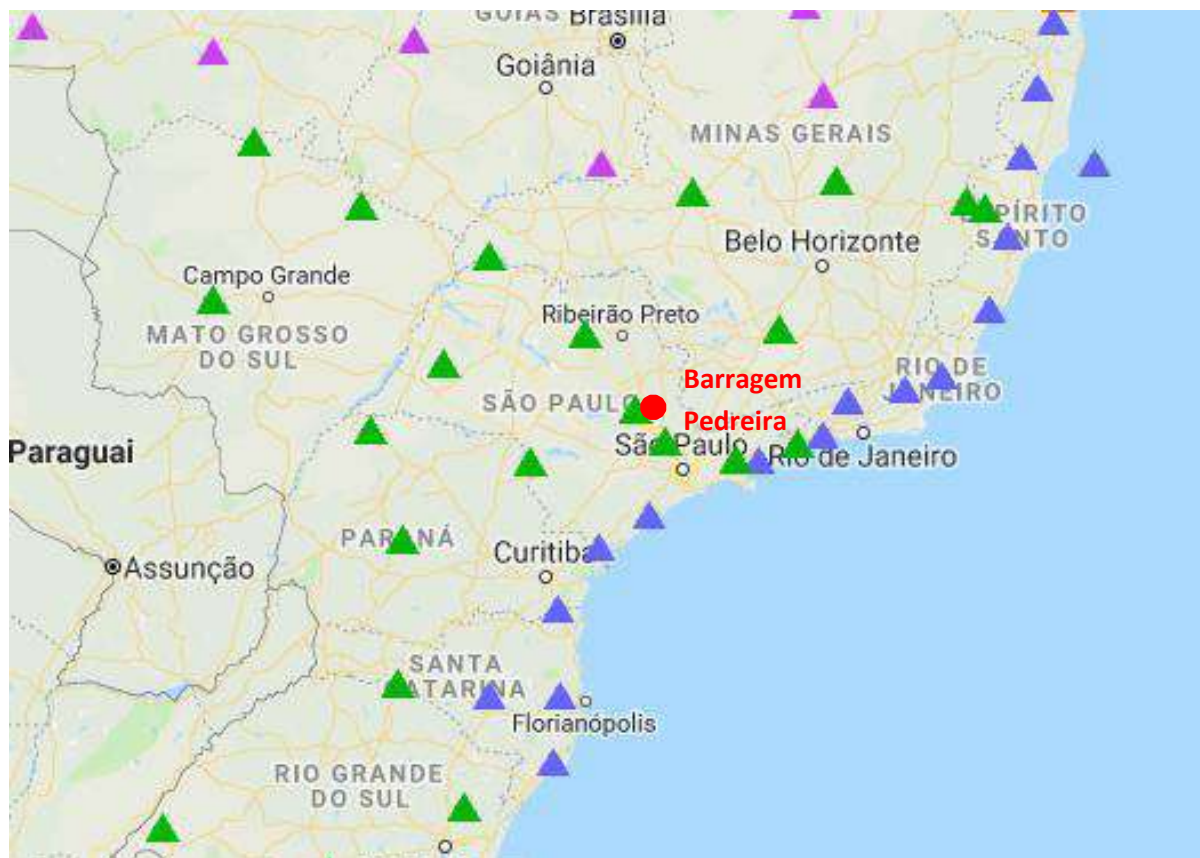 GOIÁS
Brasília
Goiânia
MINAS GERAIS
ESPÍRITO
SANTO
Belo Horizonte
Campo Grande
Ribeirão Preto
MATO GROSSO
DO SUL
RIO DE
JANEIRO
Barragem
SÃO PAULO
Pedreira
São Paulo
Rio de Janeiro
Paraguai
PARANÁ
Curitiba
Assunção
SANTA
CATARINA
Florianópolis
RIO GRANDE
DO SUL